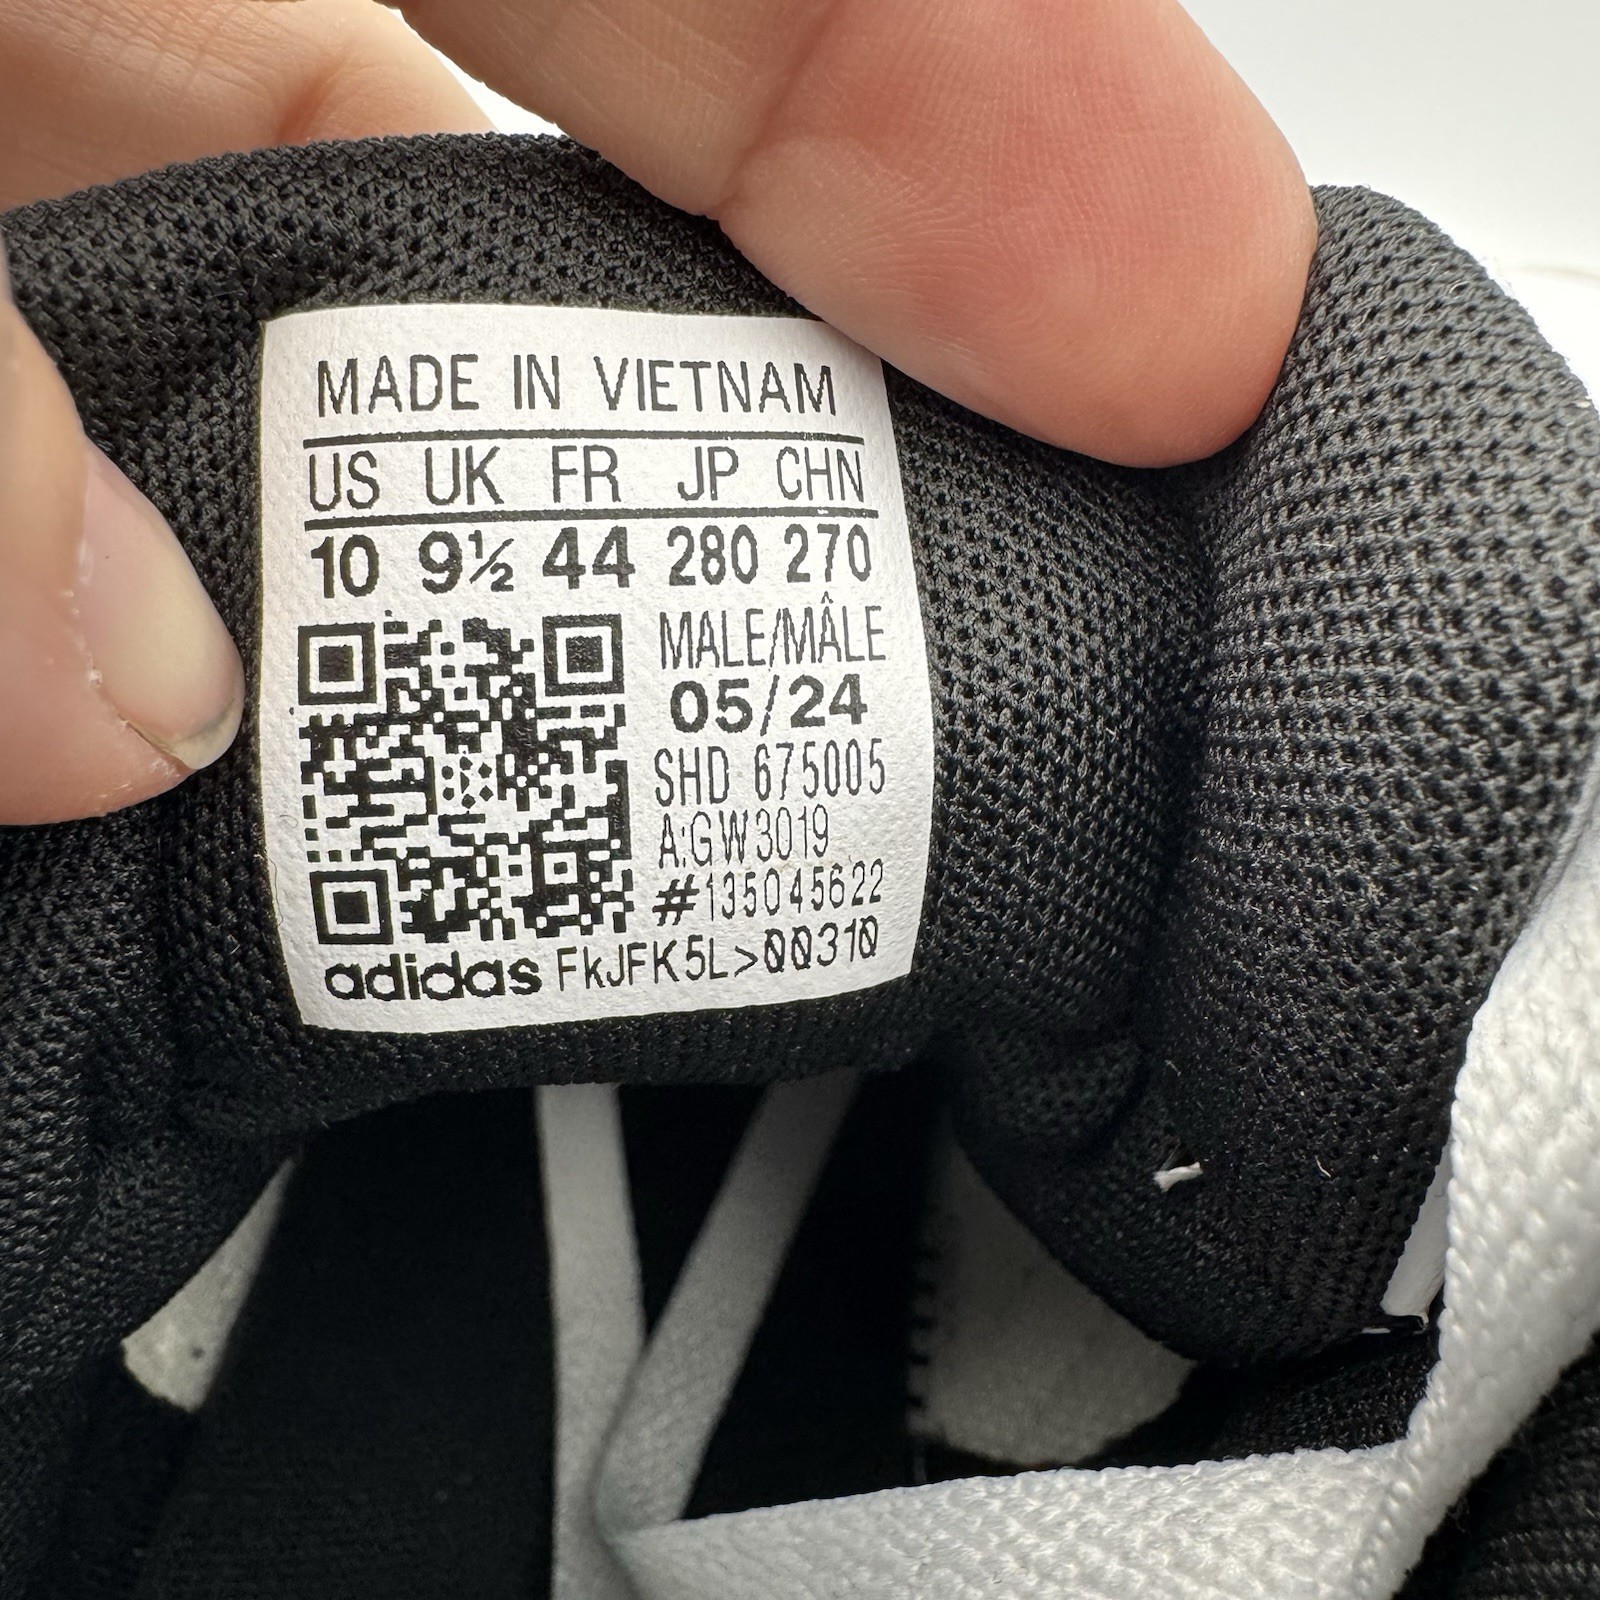 MADE IN VIETNAM
US UK FR JP CHN
10 9½ 44 280 270
MALE/MÂLE
05/24
SHD 675005
A:GW3019
#135045622
adidas FkJFK5L>00310